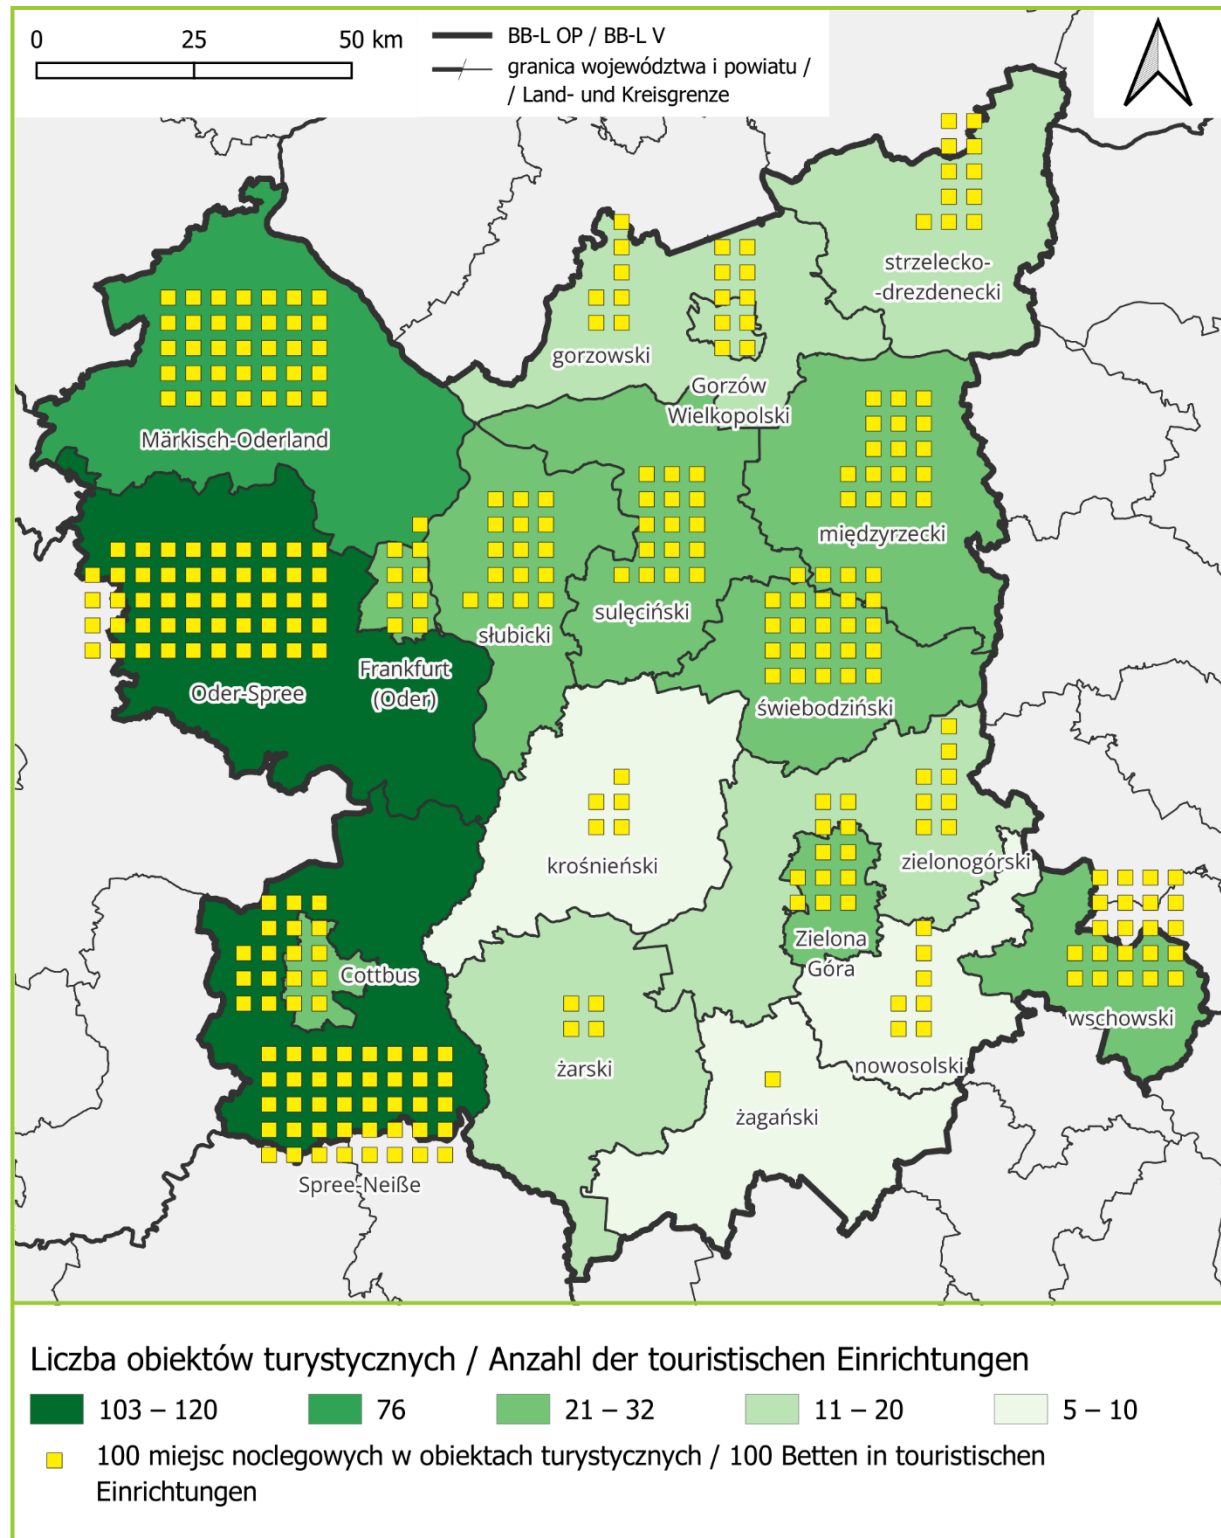 0 25 50 km
BB-L OP / BB-L V
granica województwa i powiatu /
/ Land- und Kreisgrenze
strzelecko-
-drezdenecki
gorzowski
Gorzów
Wielkopolski
Märkisch-Oderland
międzyrzecki
sulęciński
słubicki
Frankfurt
(Oder)
Oder-Spree
świebodziński
krośnieński
zielonogórski
Zielona
Góra
Cottbus
wschowski
żarski
nowosolski
żagański
Spree-Neiße
Liczba obiektów turystycznych / Anzahl der touristischen Einrichtungen
103 – 120 76 21 – 32 11 – 20 5 – 10
100 miejsc noclegowych w obiektach turystycznych / 100 Betten in touristischen
Einrichtungen